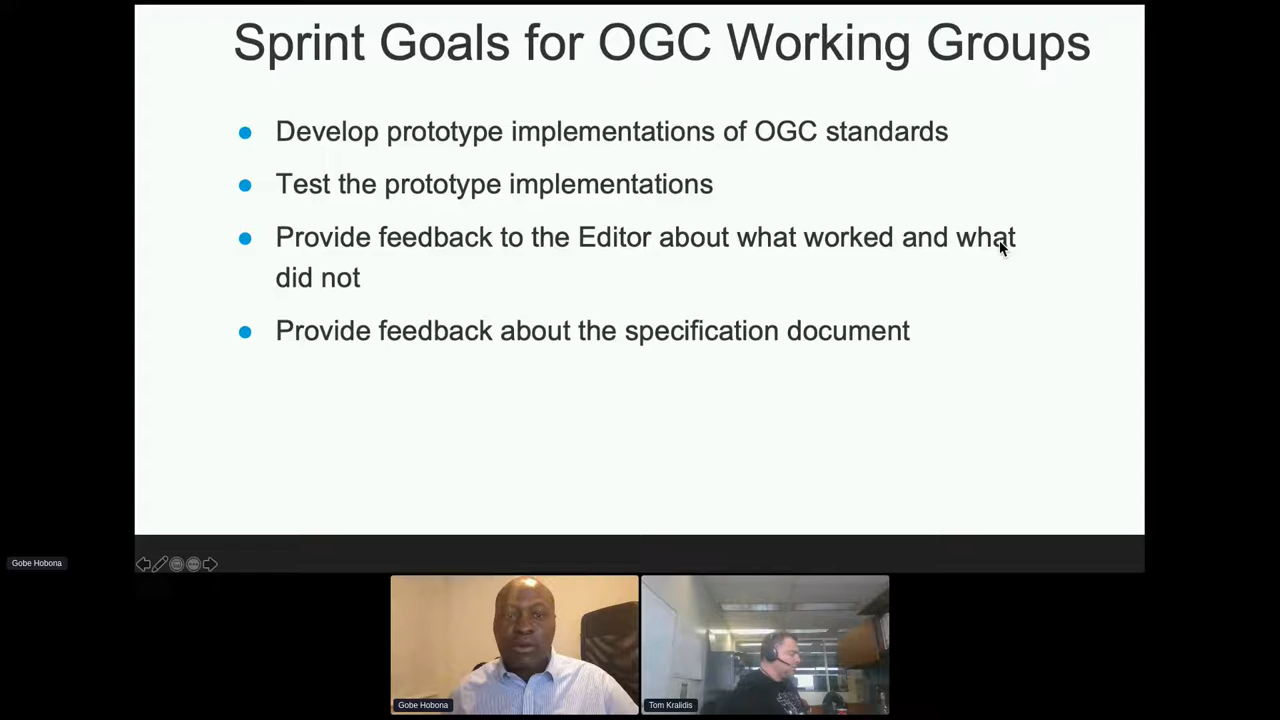 Sprint Goals for OGC Working Groups
Develop prototype implementations of OGC standards
Test the prototype implementations
Provide feedback to the Editor about what worked and what
did not
Provide feedback about the specification document
Gobe Hobona
Gobe Hobona
Tom Kralidis